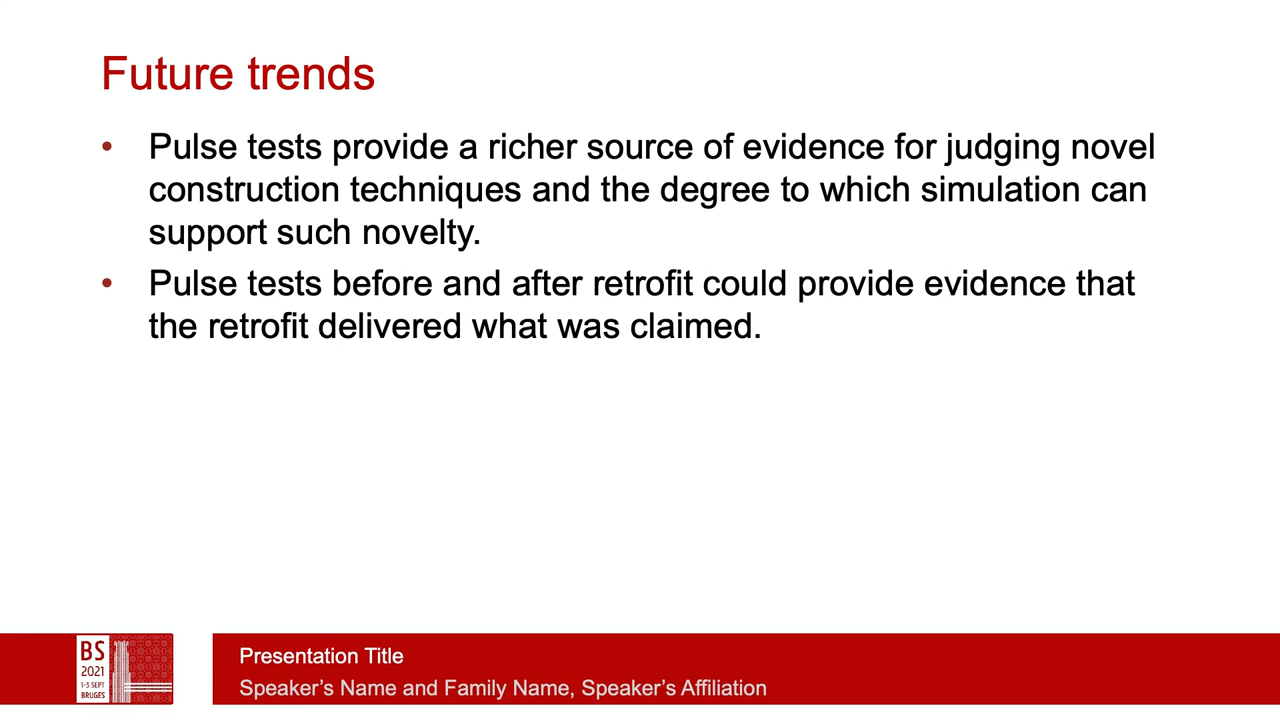 Future trends
• Pulse tests provide a richer source of evidence for judging novel
construction techniques and the degree to which simulation can
support such novelty.
• Pulse tests before and after retrofit could provide evidence that
the retrofit delivered what was claimed.
BS
2021
1-3 SEPT
BRUGES
Presentation Title
Speaker’s Name and Family Name, Speaker’s Affiliation